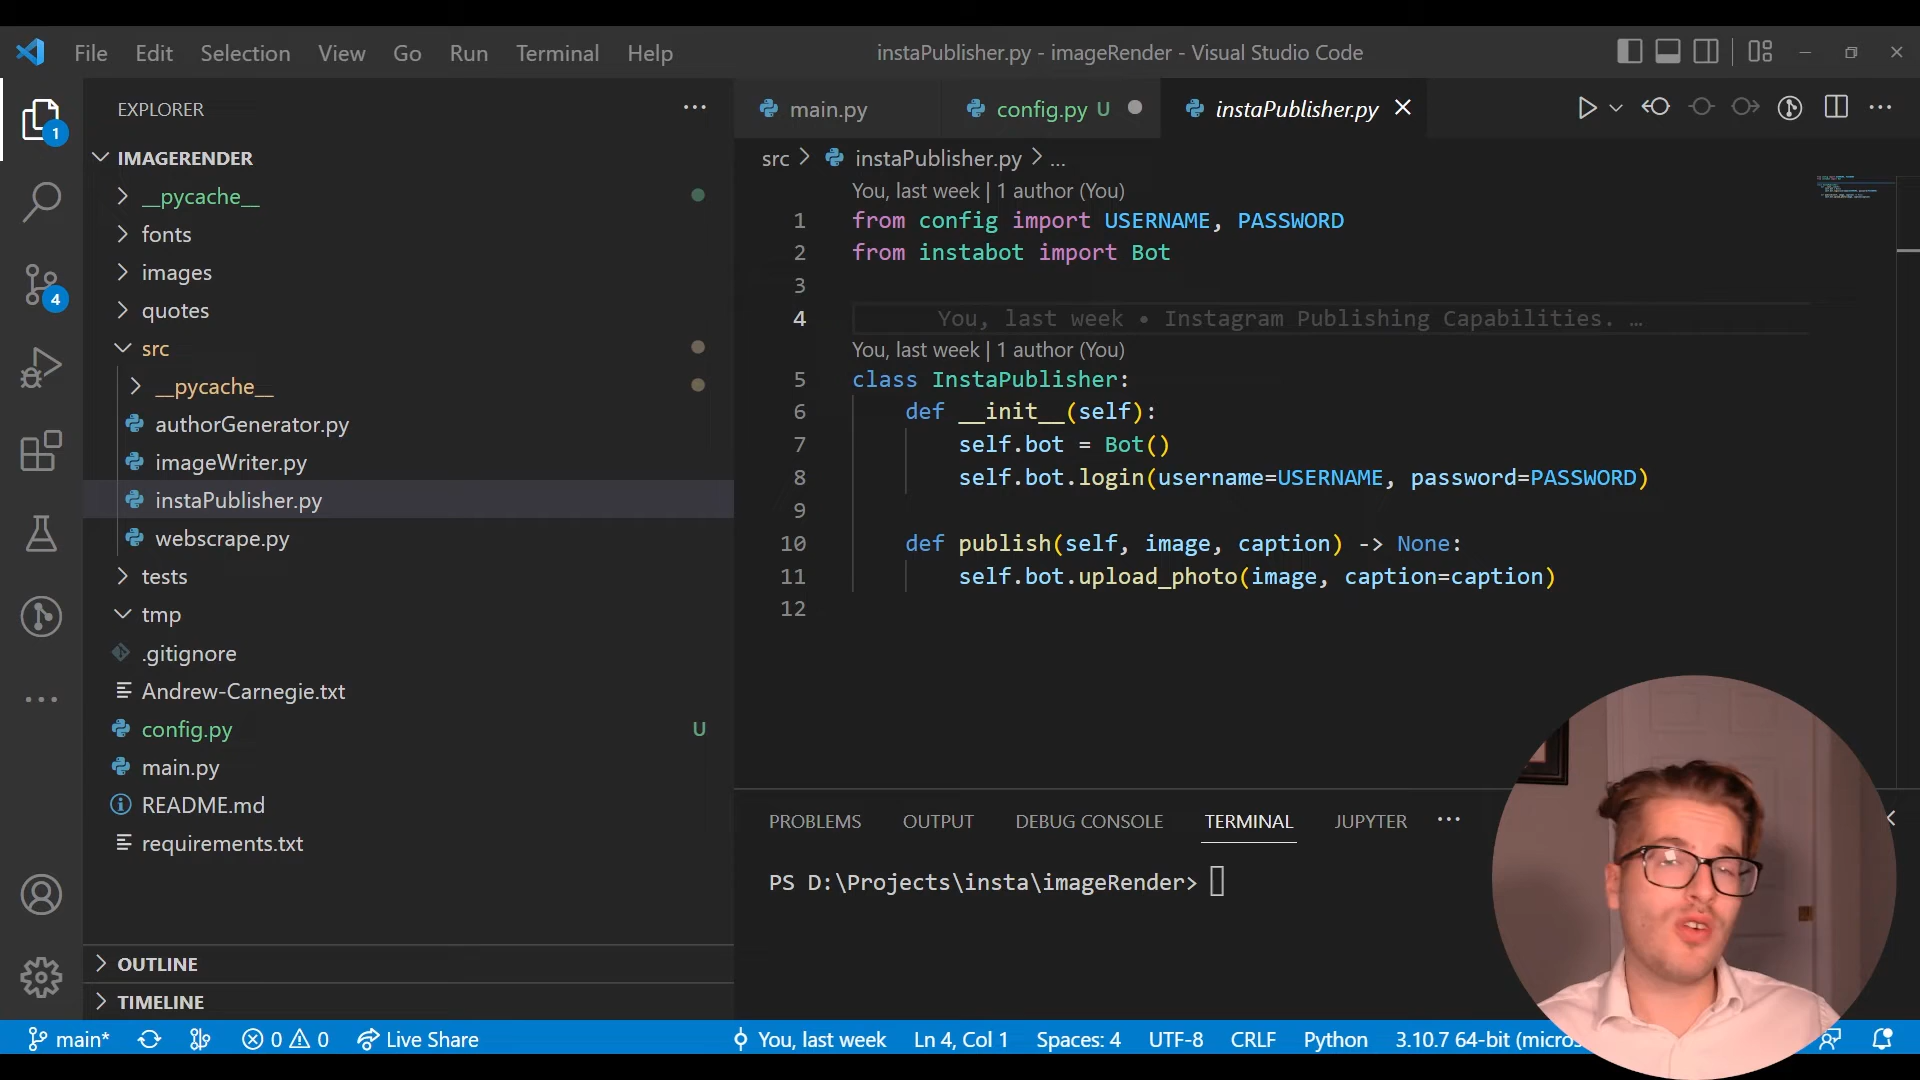 File Edit Selection View Go Run Terminal Help
instaPublisher.py - imageRender - Visual Studio Code
EXPLORER
1
4
IMAGERENDER
__pycache__
fonts
images
quotes
src
__pycache__
authorGenerator.py
imageWriter.py
instaPublisher.py
webscrape.py
tests
tmp
.gitignore
Andrew-Carnegie.txt
config.py U
main.py
README.md
requirements.txt
OUTLINE
TIMELINE
main.py config.py U instaPublisher.py
src > instaPublisher.py > ...
You, last week | 1 author (You)
1 from config import USERNAME, PASSWORD
2 from instabot import Bot
3
4 You, last week • Instagram Publishing Capabilities. …
You, last week | 1 author (You)
5 class InstaPublisher:
6 def __init__(self):
7 self.bot = Bot()
8 self.bot.login(username=USERNAME, password=PASSWORD)
9
10 def publish(self, image, caption) -> None:
11 self.bot.upload_photo(image, caption=caption)
12
PROBLEMS OUTPUT DEBUG CONSOLE TERMINAL JUPYTER
PS D:\Projects\insta\imageRender>
main* 0 0 Live Share You, last week Ln 4, Col 1 Spaces: 4 UTF-8 CRLF Python 3.10.7 64-bit